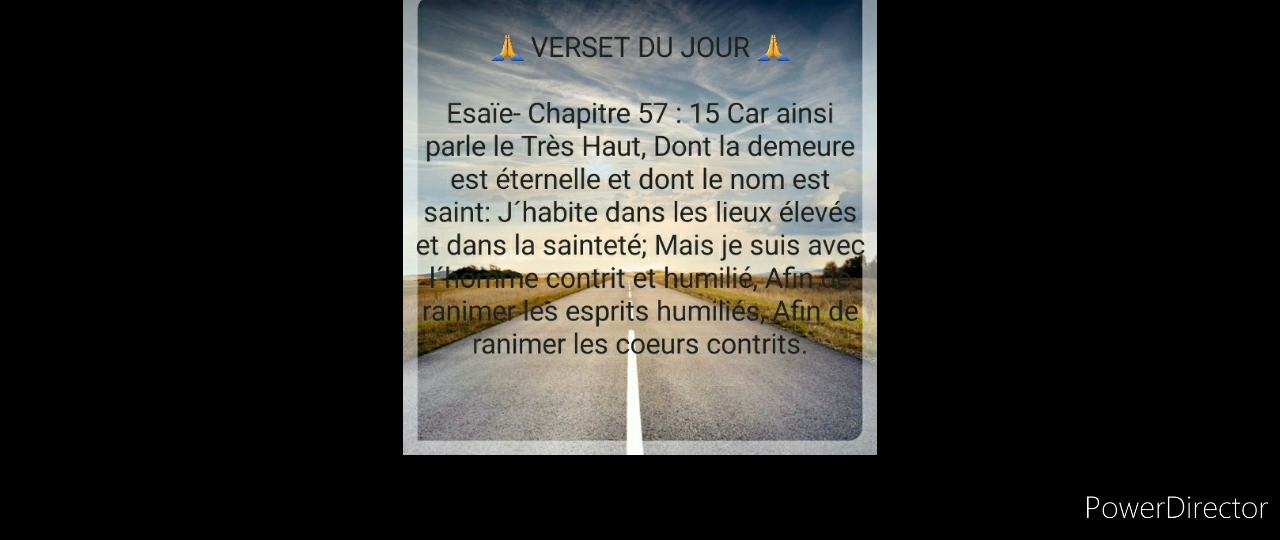 🙏 VERSET DU JOUR 🙏
Esaïe- Chapitre 57 : 15 Car ainsi
parle le Très Haut, Dont la demeure
est éternelle et dont le nom est
saint: J´habite dans les lieux élevés
et dans la sainteté; Mais je suis avec
l´homme contrit et humilié, Afin de
ranimer les esprits humiliés, Afin de
ranimer les coeurs contrits.
PowerDirector